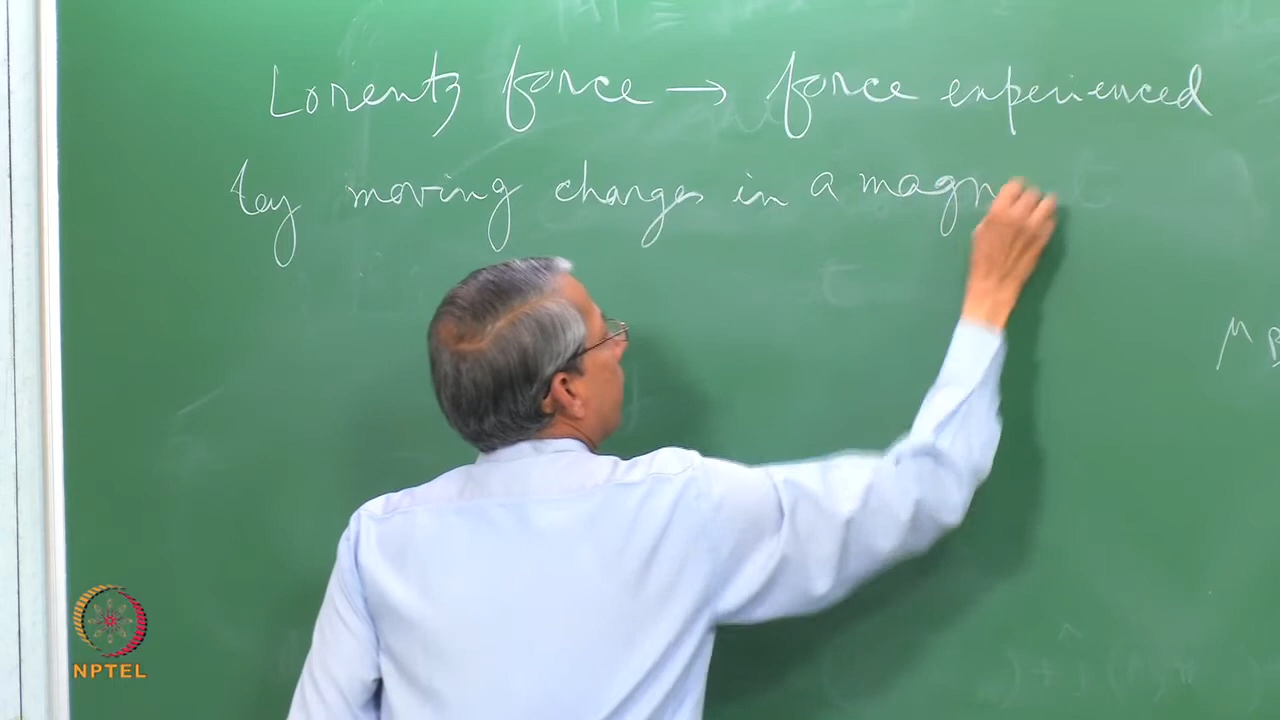 Lorentz force → force experienced
by moving charges in a magn
μ B
NPTEL